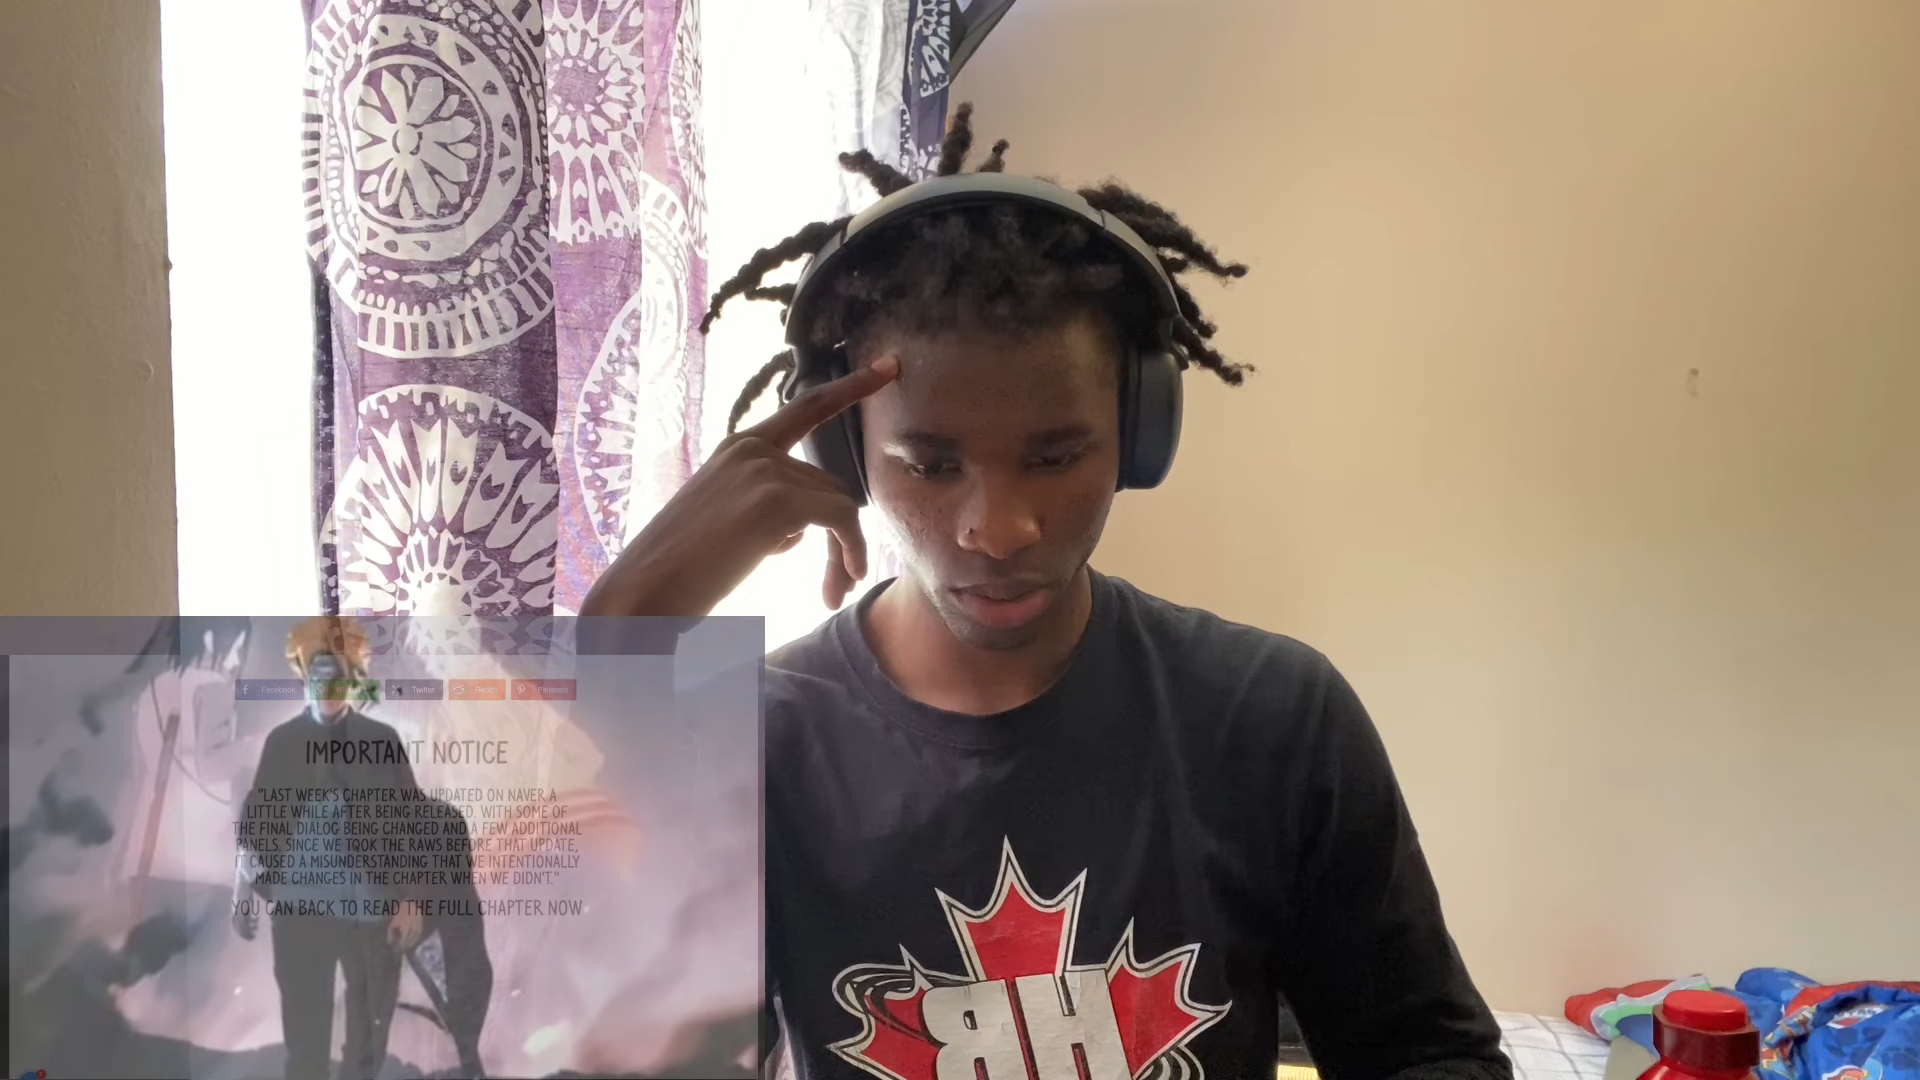 Facebook
Twitter
Reddit
Pinterest
IMPORTANT NOTICE
"LAST WEEK'S CHAPTER WAS UPDATED ON NAVER A
LITTLE WHILE AFTER BEING RELEASED. WITH SOME OF
THE FINAL DIALOG BEING CHANGED AND A FEW ADDITIONAL
PANELS. SINCE WE TOOK THE RAWS BEFORE THAT UPDATE,
IT CAUSED A MISUNDERSTANDING THAT WE INTENTIONALLY
MADE CHANGES IN THE CHAPTER WHEN WE DIDN'T."
YOU CAN BACK TO READ THE FULL CHAPTER NOW